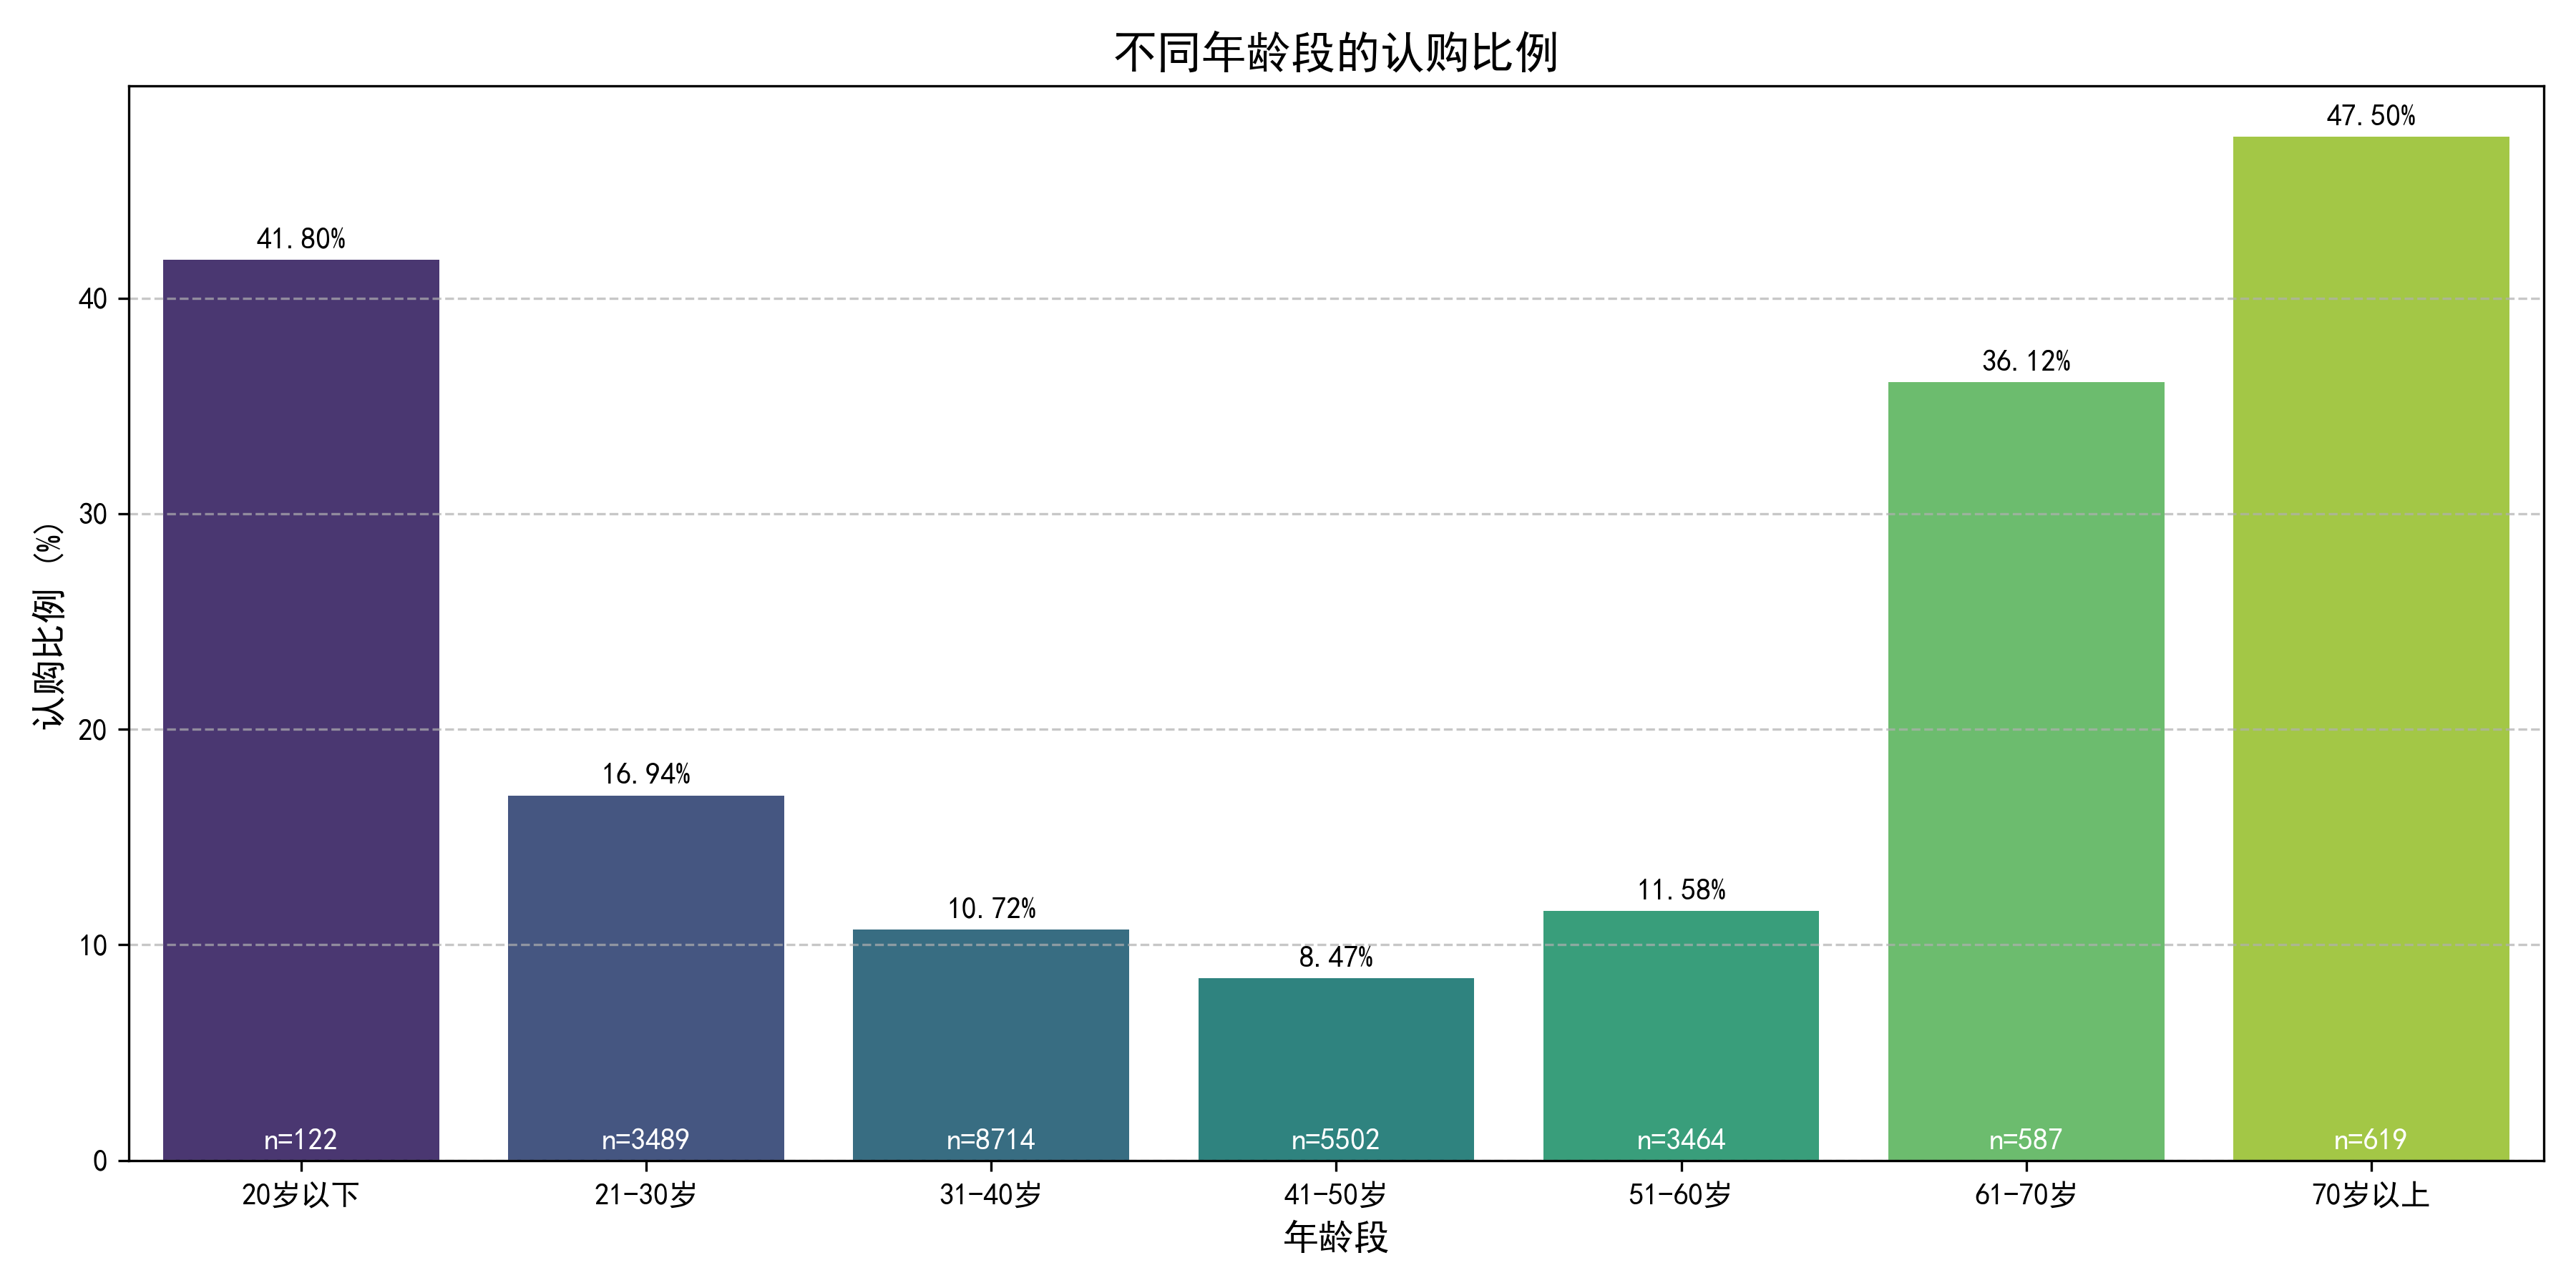 不同年龄段的认购比例
认购比例 (%)
40
30
20
10
0
41.80%
16.94%
10.72%
8.47%
11.58%
36.12%
47.50%
n=122
n=3489
n=8714
n=5502
n=3464
n=587
n=619
20岁以下
21-30岁
31-40岁
41-50岁
51-60岁
61-70岁
70岁以上
年龄段